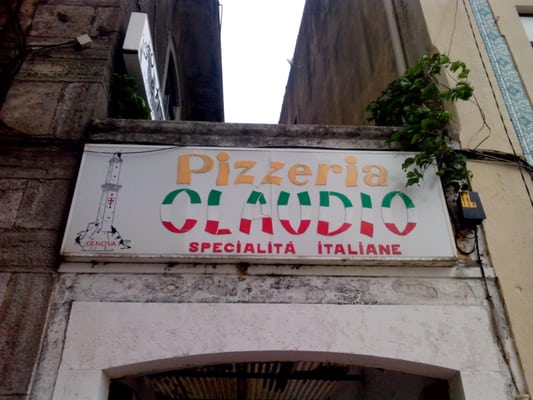 Pizzeria
CLAUDIO
SPECIALITÁ ITALIANE
GENOVA